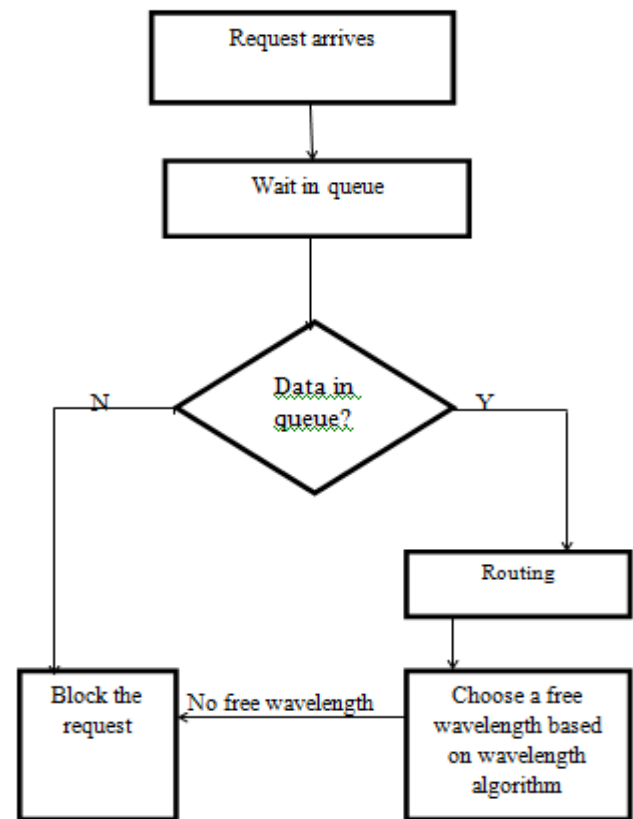 Request arrives
Wait in queue
Data in
queue?
N
Y
Routing
Block the
request
No free wavelength
Choose a free
wavelength based
on wavelength
algorithm